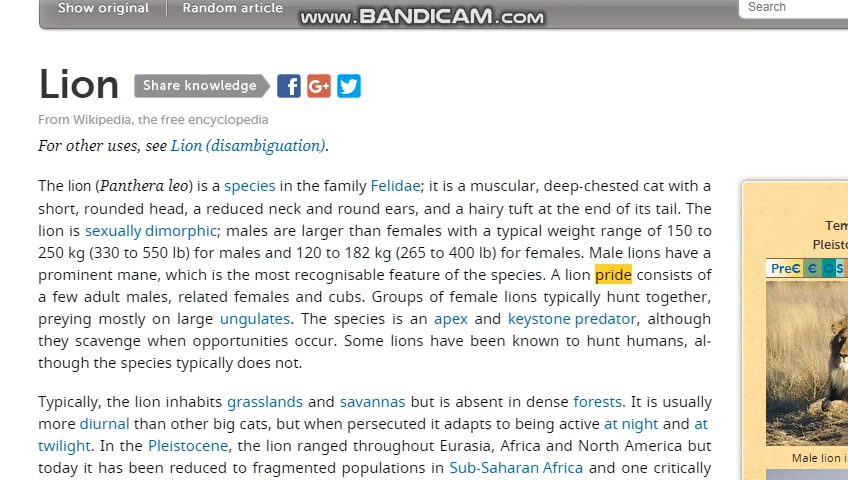 Show original Random article Search
www.BANDICAM.com
Lion Share knowledge
From Wikipedia, the free encyclopedia
For other uses, see Lion (disambiguation).
The lion (Panthera leo) is a species in the family Felidae; it is a muscular, deep-chested cat with a
short, rounded head, a reduced neck and round ears, and a hairy tuft at the end of its tail. The
lion is sexually dimorphic; males are larger than females with a typical weight range of 150 to
250 kg (330 to 550 lb) for males and 120 to 182 kg (265 to 400 lb) for females. Male lions have a
prominent mane, which is the most recognisable feature of the species. A lion pride consists of
a few adult males, related females and cubs. Groups of female lions typically hunt together,
preying mostly on large ungulates. The species is an apex and keystone predator, although
they scavenge when opportunities occur. Some lions have been known to hunt humans, al-
though the species typically does not.
Typically, the lion inhabits grasslands and savannas but is absent in dense forests. It is usually
more diurnal than other big cats, but when persecuted it adapts to being active at night and at
twilight. In the Pleistocene, the lion ranged throughout Eurasia, Africa and North America but
today it has been reduced to fragmented populations in Sub-Saharan Africa and one critically
Tem
Pleisto
PreЄ Є O S
Male lion i